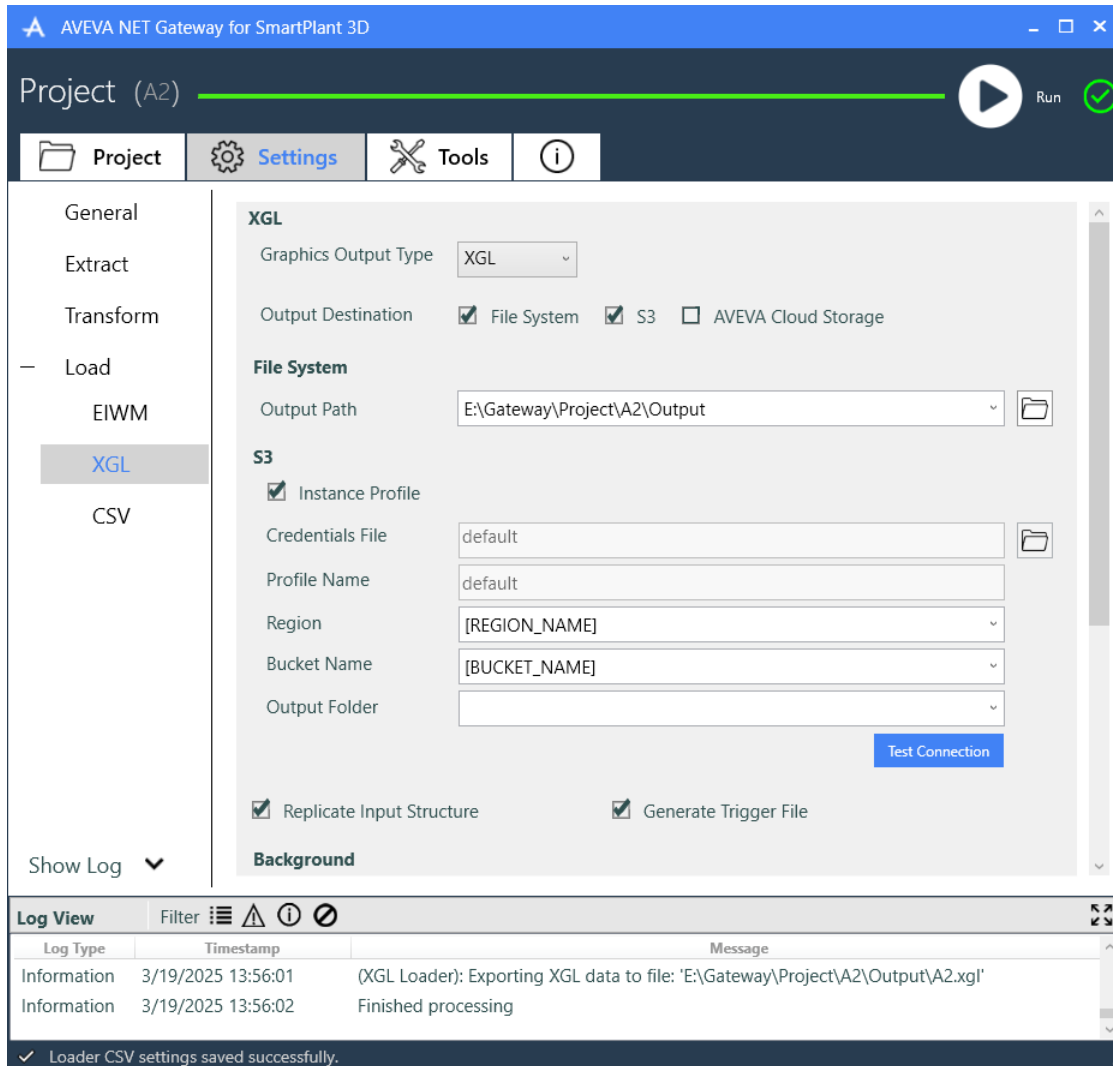 AVEVA NET Gateway for SmartPlant 3D
Project (A2)
Run
Project
Settings
Tools
General
Extract
Transform
Load
EIWM
XGL
CSV
Show Log
XGL
Graphics Output Type
XGL
Output Destination
File System
S3
AVEVA Cloud Storage
File System
Output Path
E:\Gateway\Project\A2\Output
S3
Instance Profile
Credentials File
default
Profile Name
default
Region
[REGION_NAME]
Bucket Name
[BUCKET_NAME]
Output Folder
Test Connection
Replicate Input Structure
Generate Trigger File
Background
Log View
Filter
Log Type Timestamp Message
Information 3/19/2025 13:56:01 (XGL Loader): Exporting XGL data to file: 'E:\Gateway\Project\A2\Output\A2.xgl'
Information 3/19/2025 13:56:02 Finished processing
Loader CSV settings saved successfully.